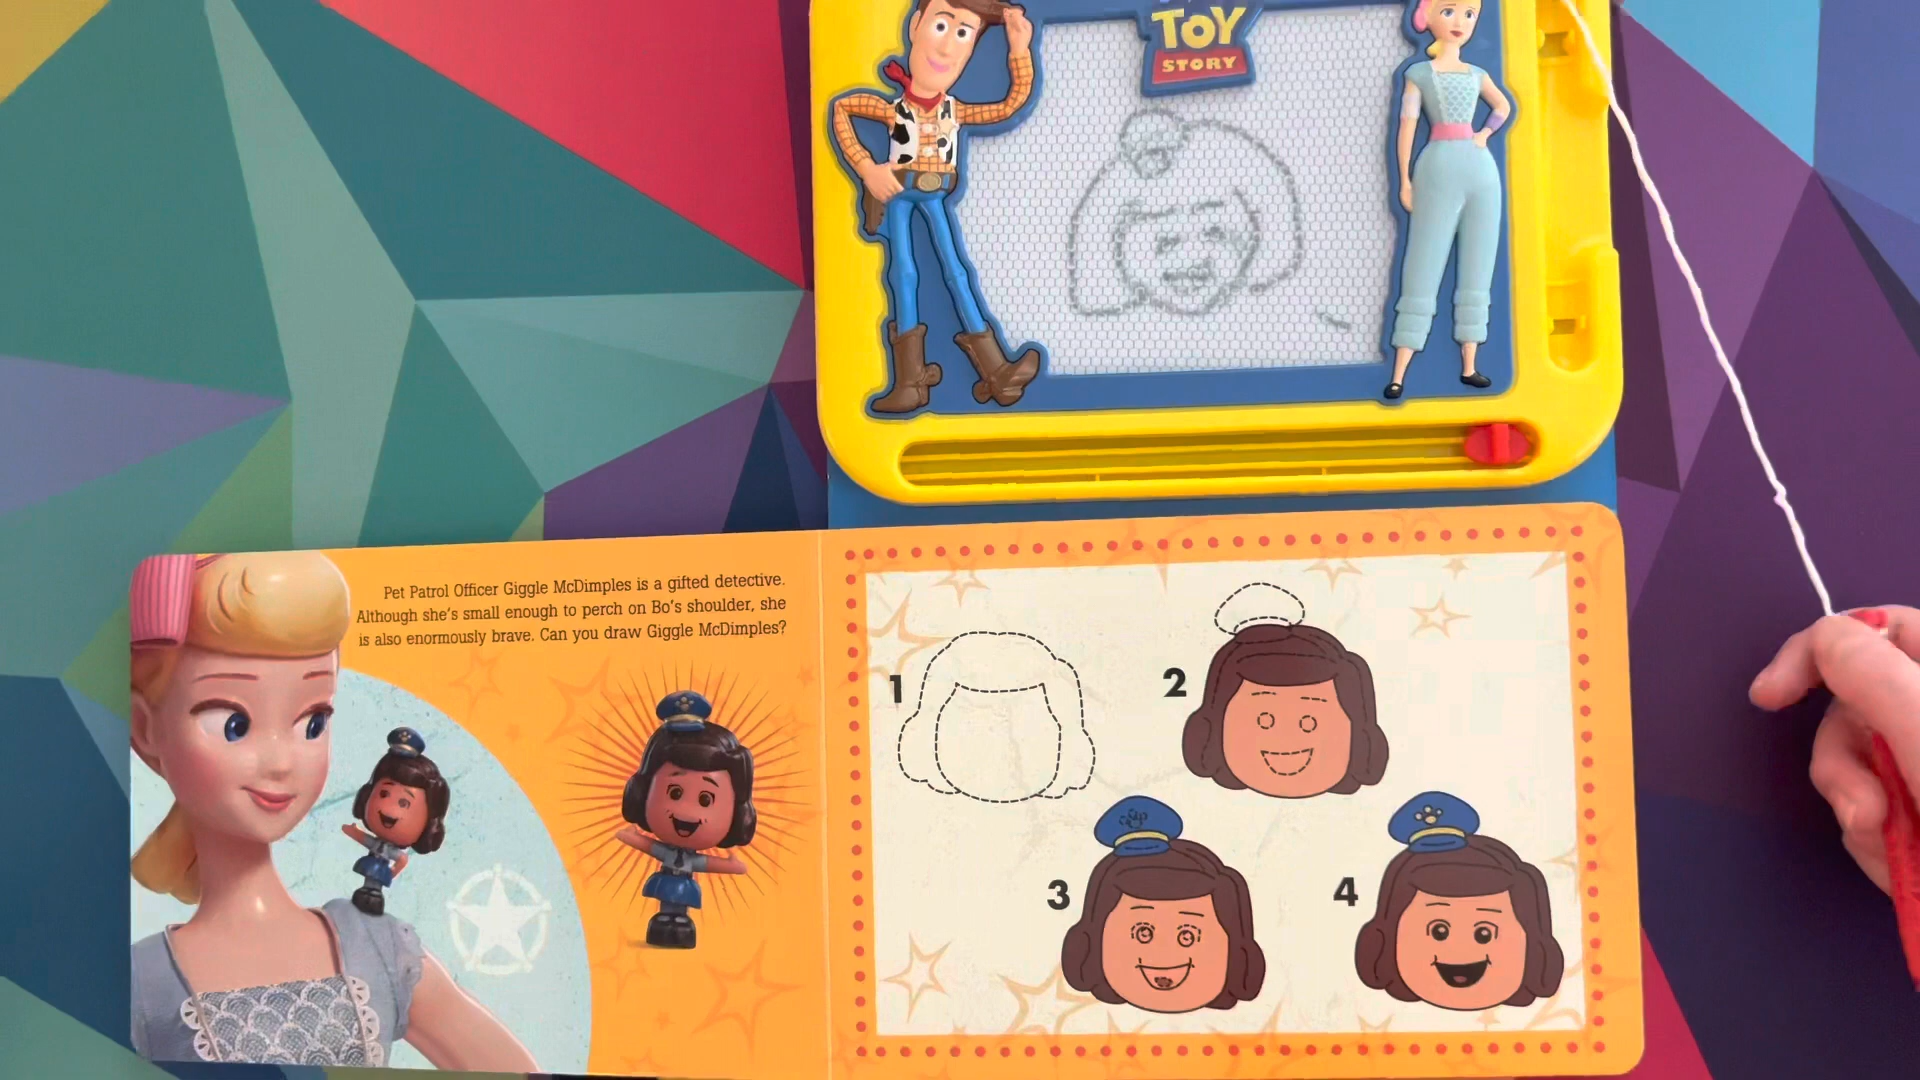 TOY
STORY
Pet Patrol Officer Giggle McDimples is a gifted detective.
Although she's small enough to perch on Bo's shoulder, she
is also enormously brave. Can you draw Giggle McDimples?
1
2
3
4